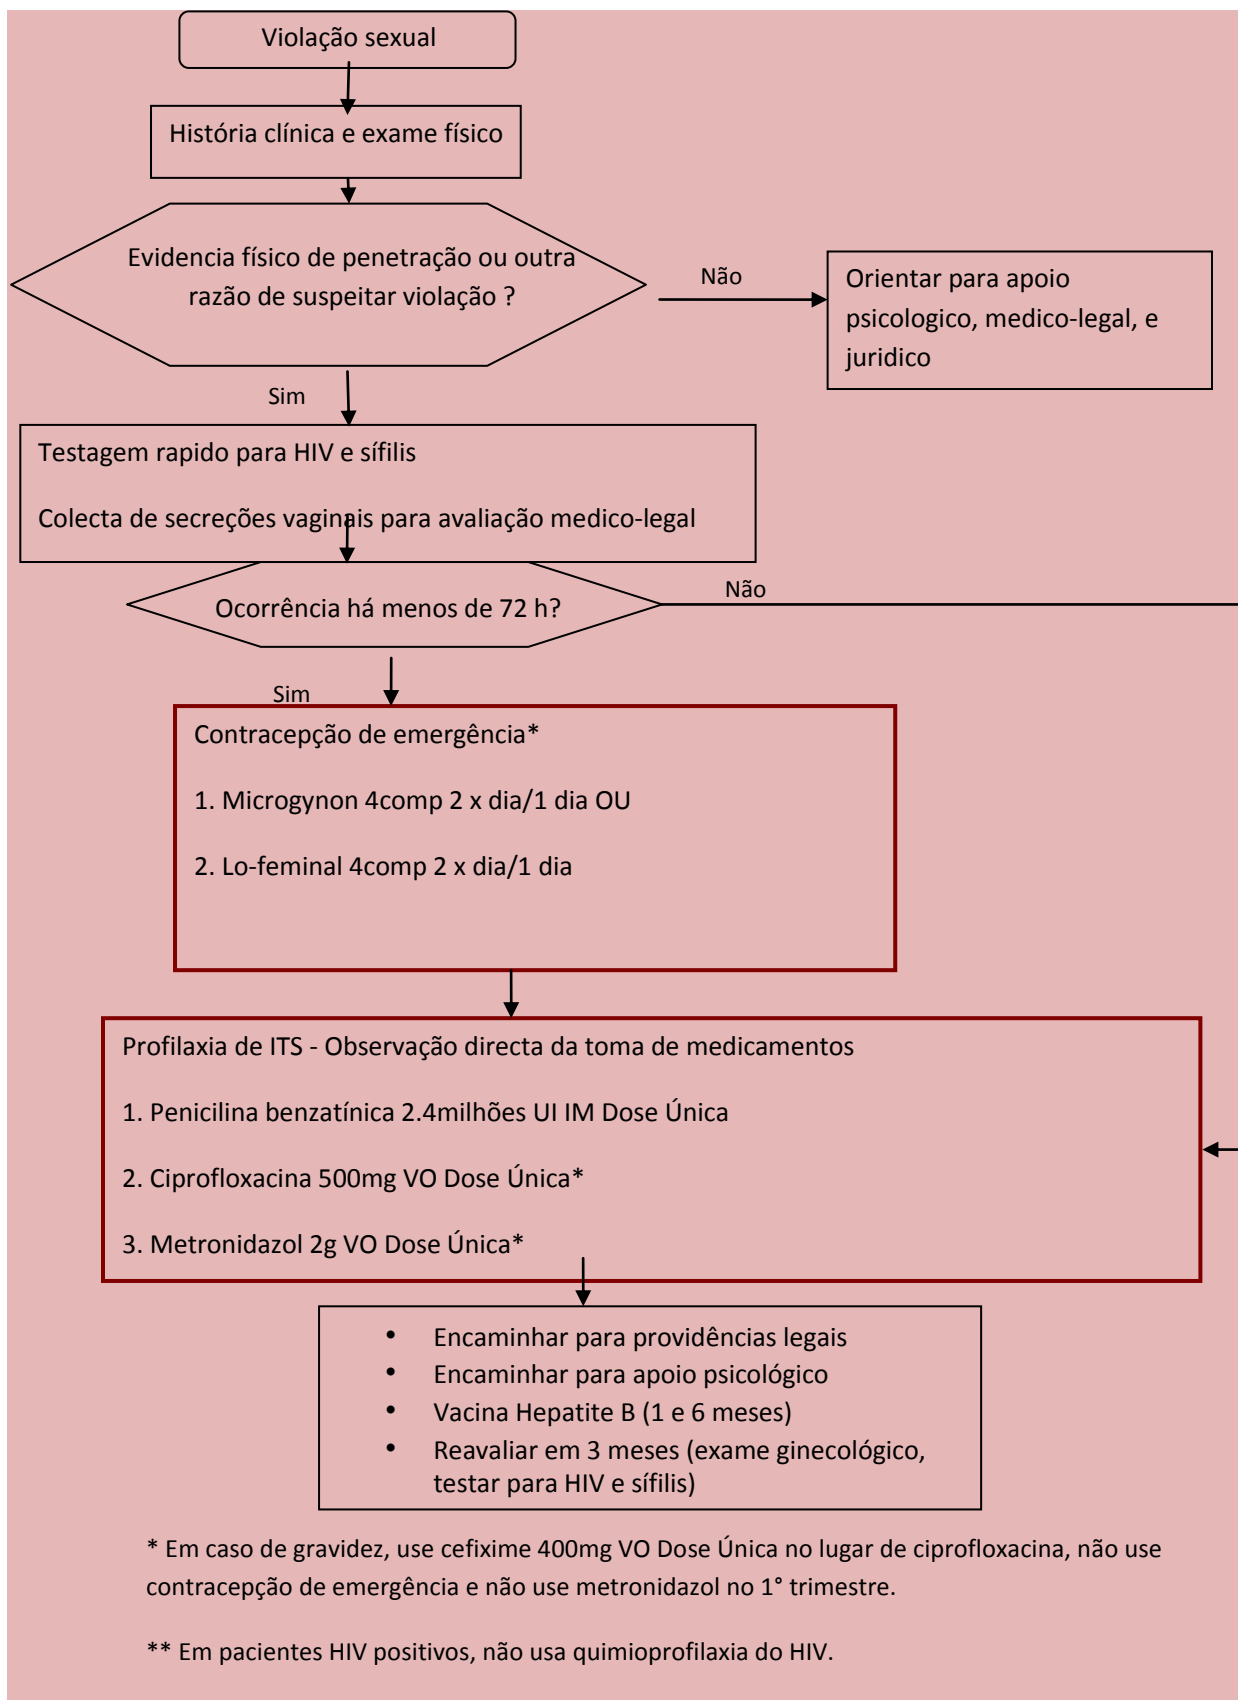 Violação sexual
História clínica e exame físico
Evidencia físico de penetração ou outra
razão de suspeitar violação ?
Não
Orientar para apoio
psicologico, medico-legal, e
juridico
Sim
Testagem rapido para HIV e sífilis
Colecta de secreções vaginais para avaliação medico-legal
Ocorrência há menos de 72 h?
Não
Sim
Contracepção de emergência*
1. Microgynon 4comp 2 x dia/1 dia OU
2. Lo-feminal 4comp 2 x dia/1 dia
Profilaxia de ITS - Observação directa da toma de medicamentos
1. Penicilina benzatínica 2.4milhões UI IM Dose Única
2. Ciprofloxacina 500mg VO Dose Única*
3. Metronidazol 2g VO Dose Única*
• Encaminhar para providências legais
• Encaminhar para apoio psicológico
• Vacina Hepatite B (1 e 6 meses)
• Reavaliar em 3 meses (exame ginecológico,
testar para HIV e sífilis)
* Em caso de gravidez, use cefixime 400mg VO Dose Única no lugar de ciprofloxacina, não use
contracepção de emergência e não use metronidazol no 1° trimestre.
** Em pacientes HIV positivos, não usa quimioprofilaxia do HIV.